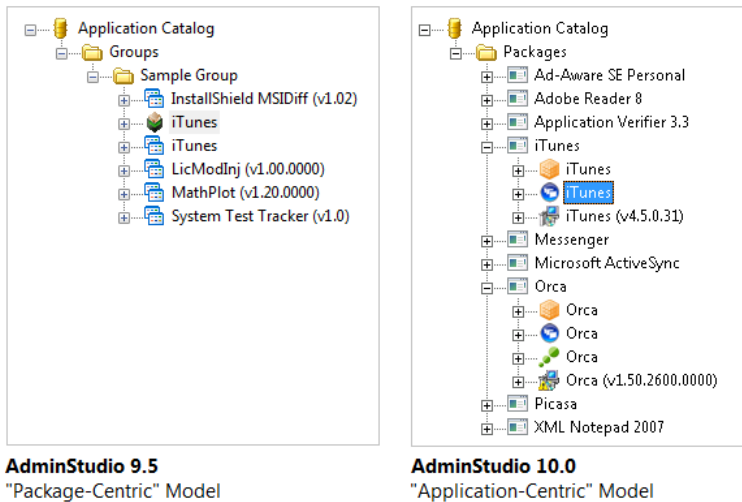 Application Catalog
Groups
Sample Group
InstallShield MSIDiff (v1.02)
iTunes
iTunes
LicModInj (v1.00.0000)
MathPlot (v1.20.0000)
System Test Tracker (v1.0)
AdminStudio 9.5
"Package-Centric" Model
Application Catalog
Packages
Ad-Aware SE Personal
Adobe Reader 8
Application Verifier 3.3
iTunes
iTunes
iTunes
iTunes (v4.5.0.31)
Messenger
Microsoft ActiveSync
Orca
Orca
Orca
Orca
Orca (v1.50.2600.0000)
Picasa
XML Notepad 2007
AdminStudio 10.0
"Application-Centric" Model